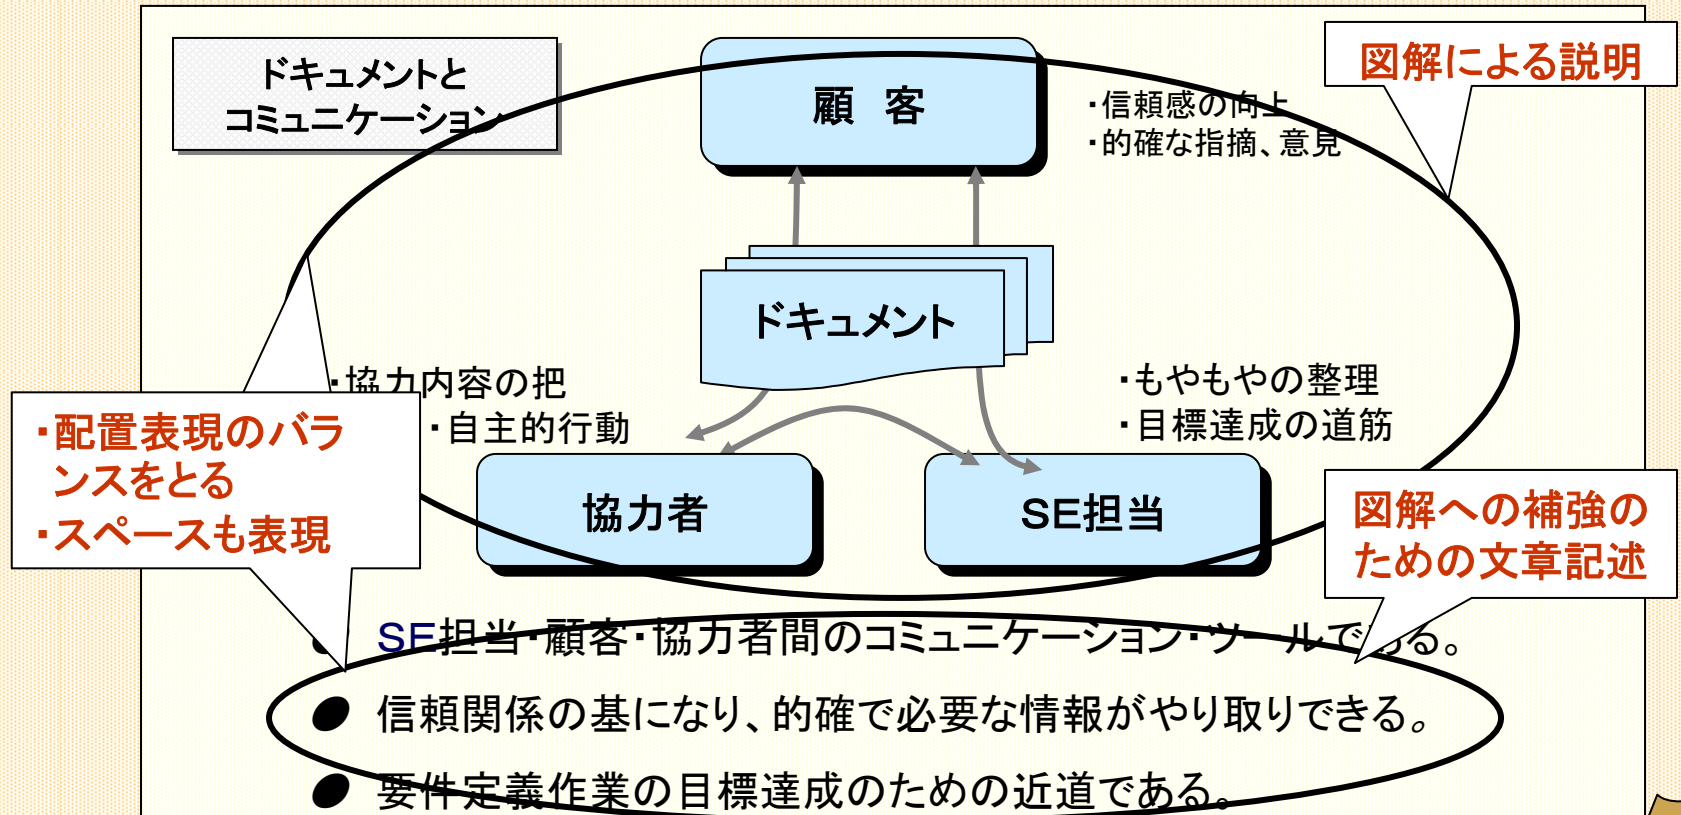 ドキュメントと
コミュニケーション
顧 客
・信頼感の向上
・的確な指摘、意見
図解による説明
ドキュメント
・協力内容の把
・自主的行動
・もやもやの整理
・目標達成の道筋
・配置表現のバラ
ンスをとる
・スペースも表現
協力者
SE担当
図解への補強の
ための文章記述
● SE担当・顧客・協力者間のコミュニケーション・ツールである。
● 信頼関係の基になり、的確で必要な情報がやり取りできる。
● 要件定義作業の目標達成のための近道である。